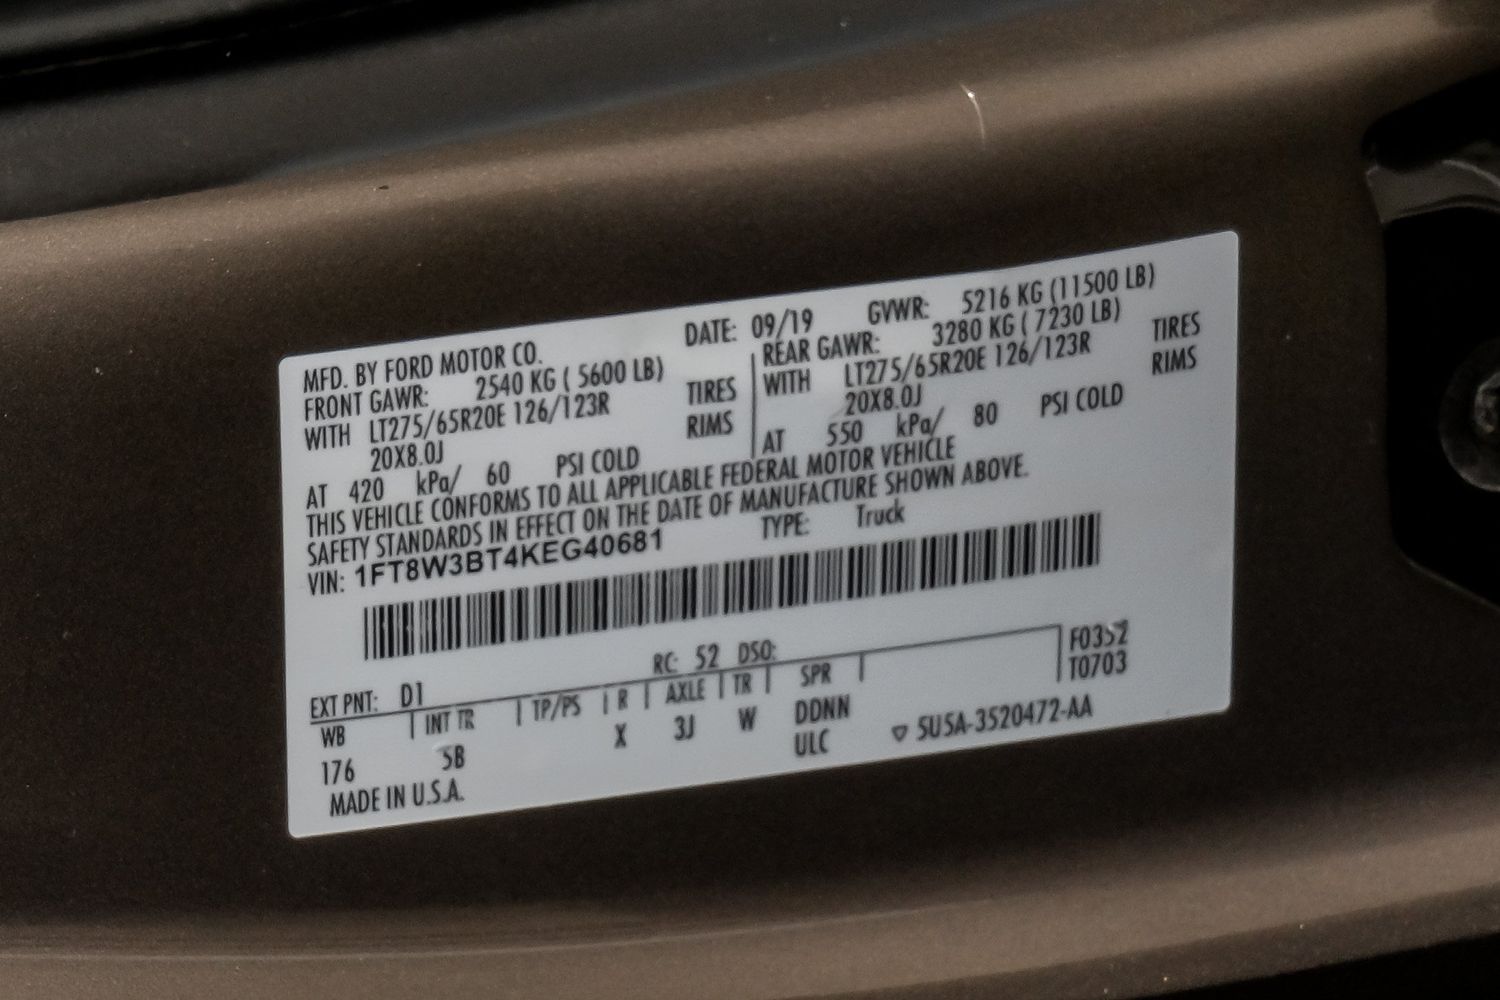 MFD. BY FORD MOTOR CO. DATE: 09/19 GVWR: 5216 KG (11500 LB)
FRONT GAWR: 2540 KG ( 5600 LB) REAR GAWR: 3280 KG ( 7230 LB)
WITH LT275/65R20E 126/123R TIRES WITH LT275/65R20E 126/123R TIRES
20X8.0J RIMS 20X8.0J RIMS
AT 420 kPa/ 60 PSI COLD AT 550 kPa/ 80 PSI COLD
THIS VEHICLE CONFORMS TO ALL APPLICABLE FEDERAL MOTOR VEHICLE
SAFETY STANDARDS IN EFFECT ON THE DATE OF MANUFACTURE SHOWN ABOVE.
VIN: 1FT8W3BT4KEG40681 TYPE: Truck
F0352
T0703
EXT PNT: D1 RC: 52 DSO:
WB INT TR TP/PS R AXLE TR SPR
176 5B X 3J W DDNN
ULC
MADE IN U.S.A. ▽ 5U5A-3520472-AA